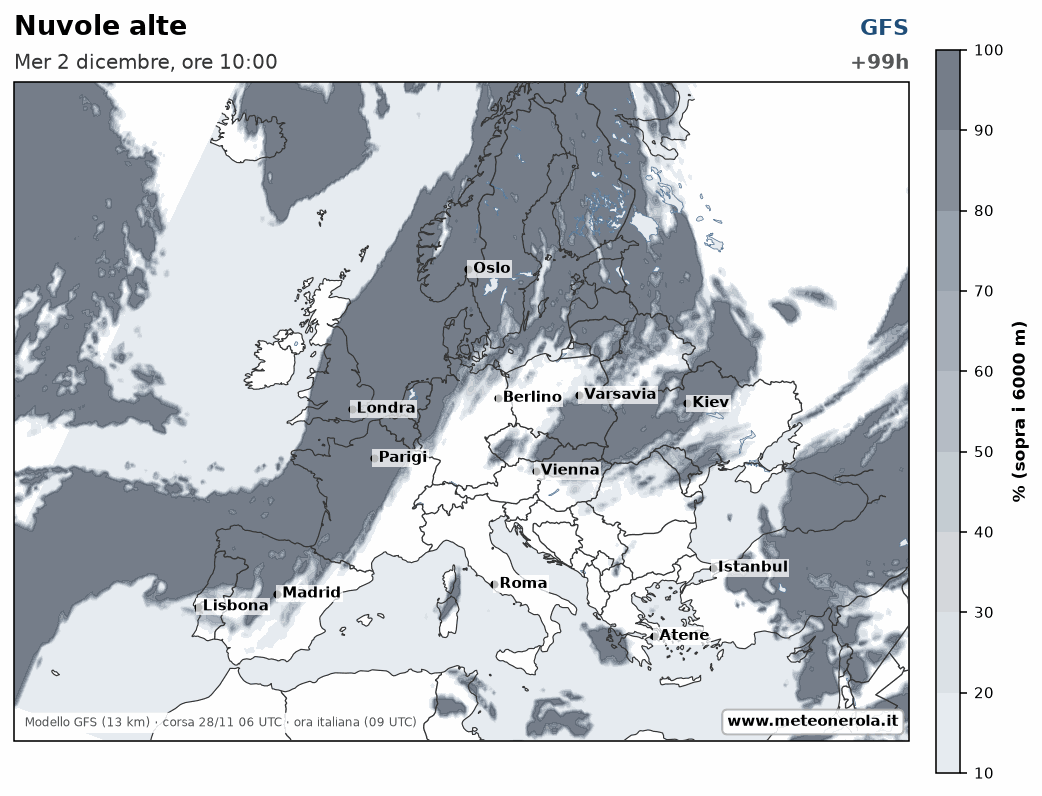 Nuvole alte
GFS
Mer 2 dicembre, ore 10:00
+99h
100
90
80
70
60
50
40
30
20
10
% (sopra i 6000 m)
Oslo
Londra
Berlino
Varsavia
Kiev
Parigi
Vienna
Istanbul
Roma
Madrid
Lisbona
Atene
Modello GFS (13 km) · corsa 28/11 06 UTC · ora italiana (09 UTC)
www.meteonerola.it